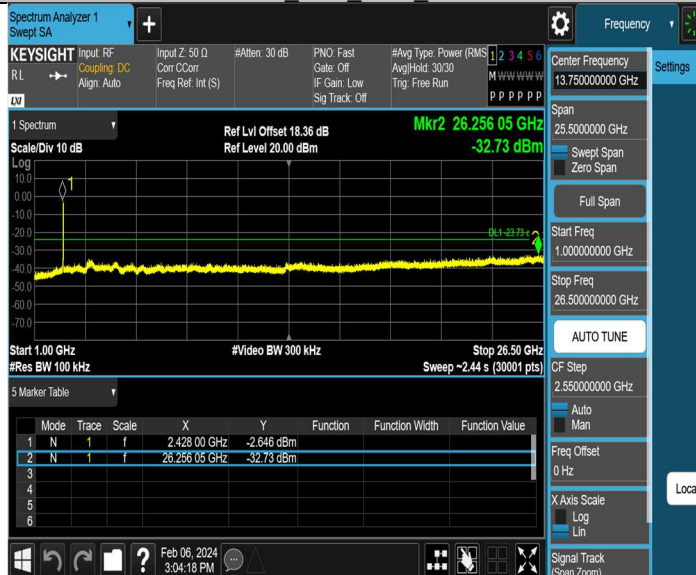 Spectrum Analyzer 1
Swept SA
+
Frequency
KEYSIGHT
RL
LXI
Input: RF
Coupling: DC
Align: Auto
Input Z: 50 Ω
Corr CCorr
Freq Ref: Int (S)
#Atten: 30 dB
PNO: Fast
Gate: Off
IF Gain: Low
Sig Track: Off
#Avg Type: Power (RMS
Avg|Hold: 30/30
Trig: Free Run
1 2 3 4 5 6
M W W W W W
P P P P P P
1 Spectrum
Scale/Div 10 dB
Ref Lvl Offset 18.36 dB
Ref Level 20.00 dBm
Mkr2 26.256 05 GHz
-32.73 dBm
Log
10.0
0.00
-10.0
-20.0
-30.0
-40.0
-50.0
-60.0
-70.0
1
DL1 -23.73
2
Start 1.00 GHz
#Res BW 100 kHz
#Video BW 300 kHz
Stop 26.50 GHz
Sweep ~2.44 s (30001 pts)
5 Marker Table
Mode Trace Scale X Y Function Function Width Function Value
1 N 1 f 2.428 00 GHz -2.646 dBm
2 N 1 f 26.256 05 GHz -32.73 dBm
3
4
5
6
?
Feb 06, 2024
3:04:18 PM
Center Frequency
13.750000000 GHz
Span
25.5000000 GHz
Swept Span
Zero Span
Full Span
Start Freq
1.000000000 GHz
Stop Freq
26.500000000 GHz
AUTO TUNE
CF Step
2.550000000 GHz
Auto
Man
Freq Offset
0 Hz
X Axis Scale
Log
Lin
Signal Track
(Span Zoom)
Settings
Loca